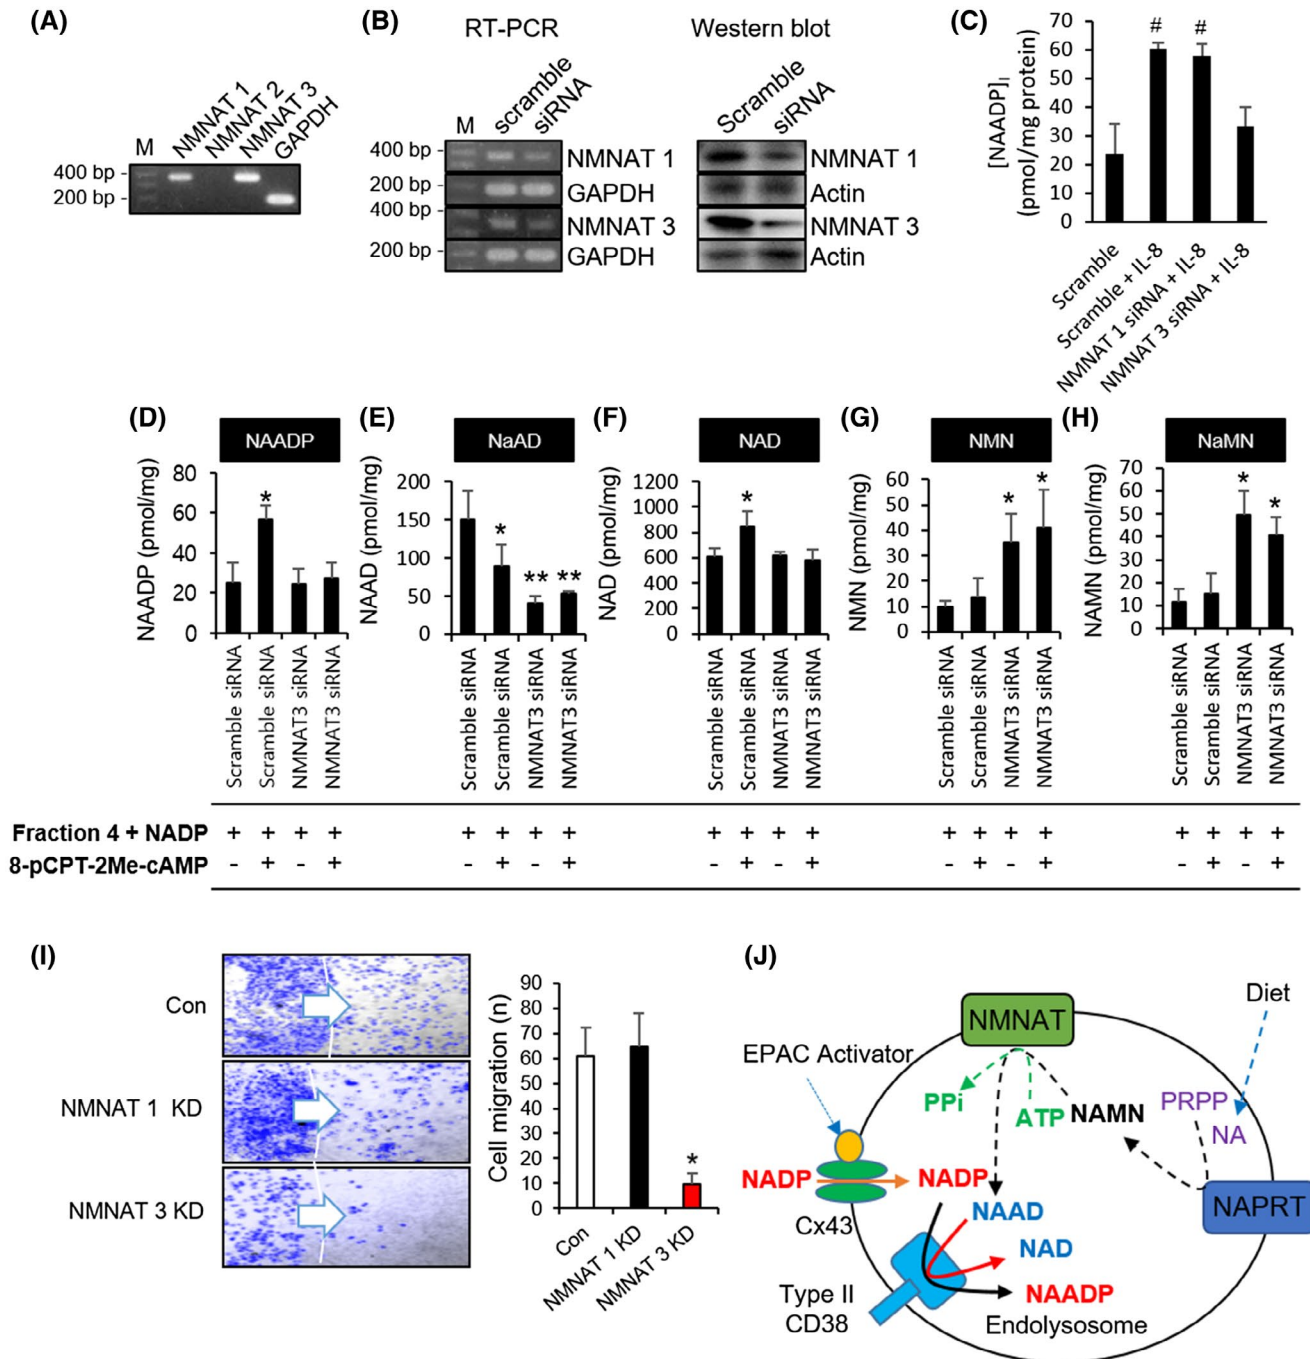 (A)
NMNAT 1
NMNAT 2
NMNAT 3
GAPDH
M
400 bp
200 bp
(B)
RT-PCR
Western blot
M
scramble
siRNA
Scramble
siRNA
400 bp
NMNAT 1
NMNAT 1
200 bp
GAPDH
Actin
400 bp
NMNAT 3
NMNAT 3
200 bp
GAPDH
Actin
(C)
[NAADP]I
(pmol/mg protein)
70
60
50
40
30
20
10
0
# #
Scramble
Scramble + IL-8
NMNAT 1 siRNA + IL-8
NMNAT 3 siRNA + IL-8
(D)
NAADP
NAADP (pmol/mg)
80
60
40
20
0
*
Scramble siRNA
Scramble siRNA
NMNAT3 siRNA
NMNAT3 siRNA
(E)
NaAD
NAAD (pmol/mg)
200
150
100
50
0
* ** **
Scramble siRNA
Scramble siRNA
NMNAT3 siRNA
NMNAT3 siRNA
(F)
NAD
NAD (pmol/mg)
1200
1000
800
600
400
200
0
*
Scramble siRNA
Scramble siRNA
NMNAT3 siRNA
NMNAT3 siRNA
(G)
NMN
NMN (pmol/mg)
60
50
40
30
20
10
0
* *
Scramble siRNA
Scramble siRNA
NMNAT3 siRNA
NMNAT3 siRNA
(H)
NaMN
NAMN (pmol/mg)
70
60
50
40
30
20
10
0
* *
Scramble siRNA
Scramble siRNA
NMNAT3 siRNA
NMNAT3 siRNA
Fraction 4 + NADP + + + + + + + + + + + + + + + + + + + +
8-pCPT-2Me-cAMP - + - + - + - + - + - + - + - + - + - +
(I)
Con
NMNAT 1 KD
NMNAT 3 KD
Cell migration (n)
90
80
70
60
50
40
30
20
10
0
*
Con
NMNAT 1 KD
NMNAT 3 KD
(J)
NMNAT
Diet
EPAC Activator
PPi
ATP
NAMN
PRPP
NA
NADP
NADP
NAPRT
Cx43
NAAD
NAD
Type II
CD38
NAADP
Endolysosome